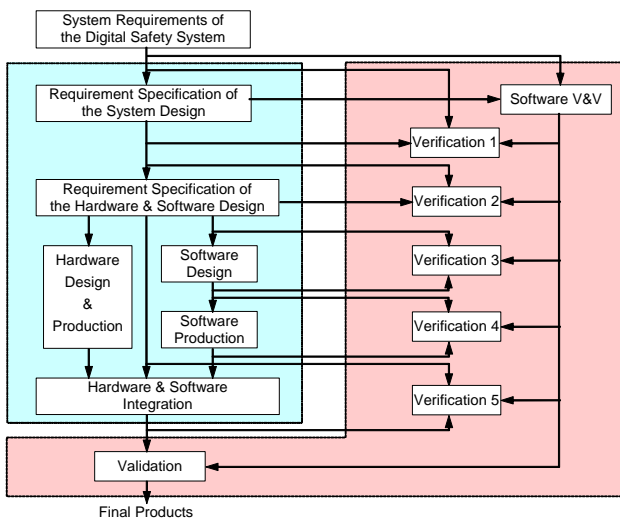 System Requirements of
the Digital Safety System
Requirement Specification of
the System Design
Software V&V
Verification 1
Requirement Specification of
the Hardware & Software Design
Verification 2
Hardware
Design
&
Production
Software
Design
Verification 3
Software
Production
Verification 4
Hardware & Software
Integration
Verification 5
Validation
Final Products